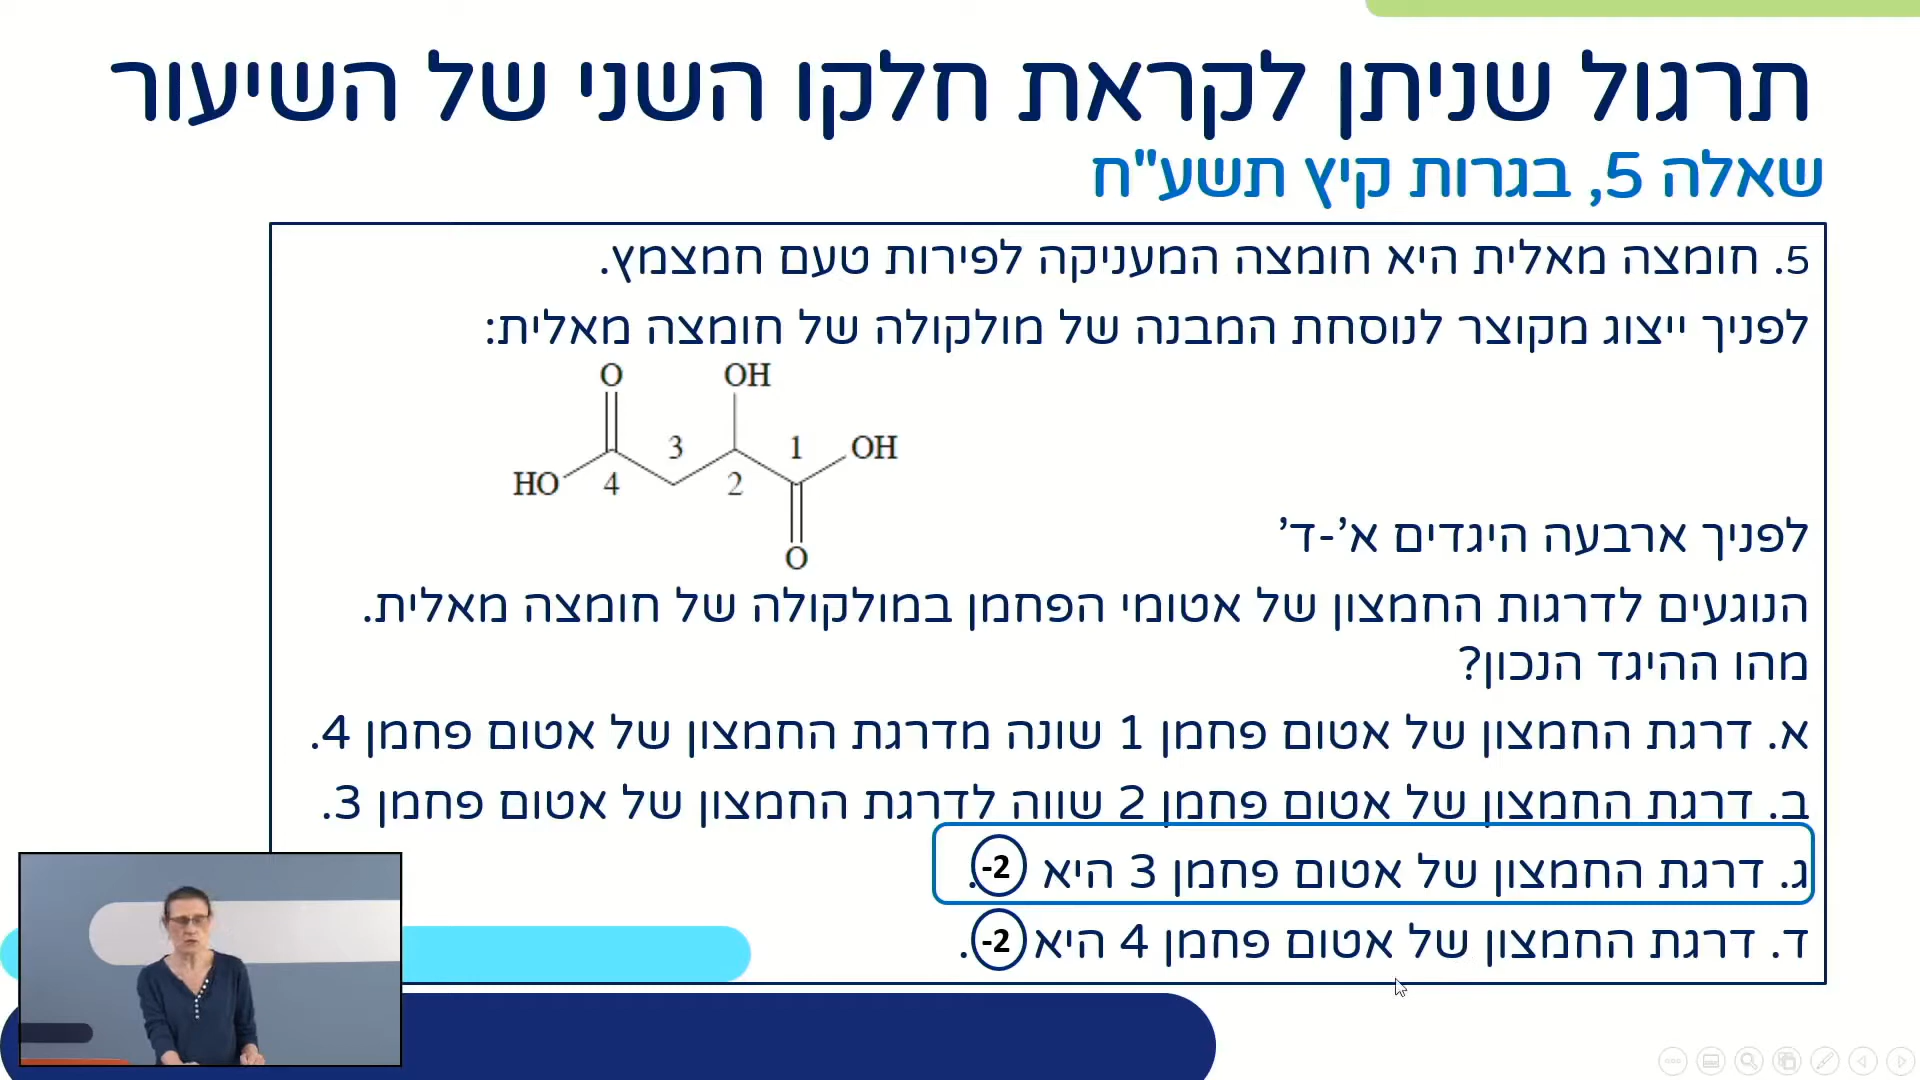 תרגול שניתן לקראת חלקו השני של השיעור
שאלה 5, בגרות קיץ תשע"ח
5. חומצה מאלית היא חומצה המעניקה לפירות טעם חמצמץ.
לפניך ייצוג מקוצר לנוסחת המבנה של מולקולה של חומצה מאלית:
O OH
3 1 OH
HO 4 2
O
לפניך ארבעה היגדים א'-ד'
הנוגעים לדרגות החמצון של אטומי הפחמן במולקולה של חומצה מאלית.
מהו ההיגד הנכון?
א. דרגת החמצון של אטום פחמן 1 שונה מדרגת החמצון של אטום פחמן 4.
ב. דרגת החמצון של אטום פחמן 2 שווה לדרגת החמצון של אטום פחמן 3.
ג. דרגת החמצון של אטום פחמן 3 היא -2.
ד. דרגת החמצון של אטום פחמן 4 היא -2.